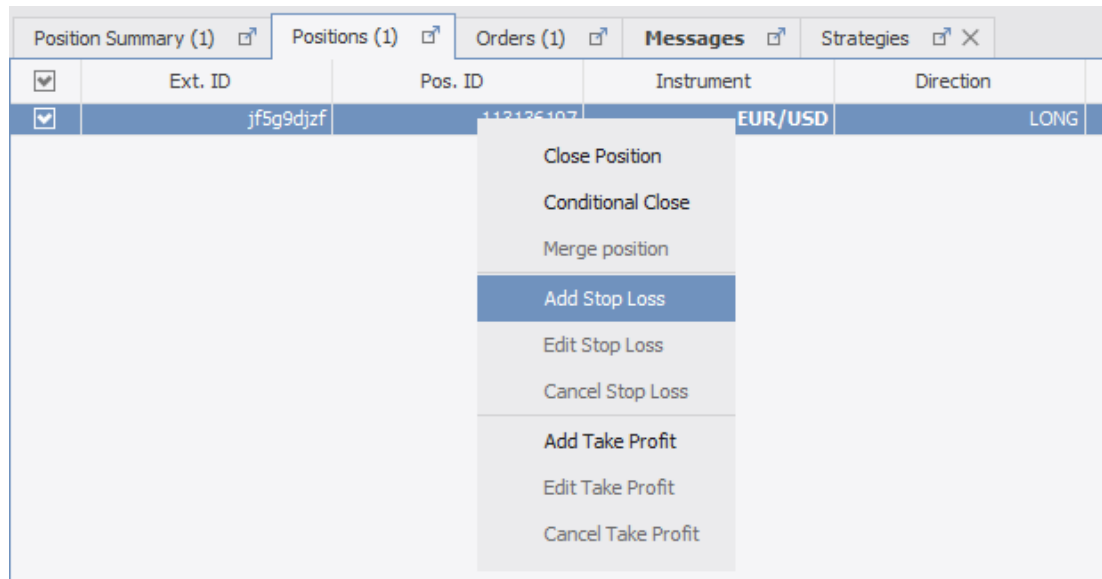 Position Summary (1) Positions (1) Orders (1) Messages Strategies
Ext. ID Pos. ID Instrument Direction
jf5g9djzf EUR/USD LONG
Close Position
Conditional Close
Merge position
Add Stop Loss
Edit Stop Loss
Cancel Stop Loss
Add Take Profit
Edit Take Profit
Cancel Take Profit